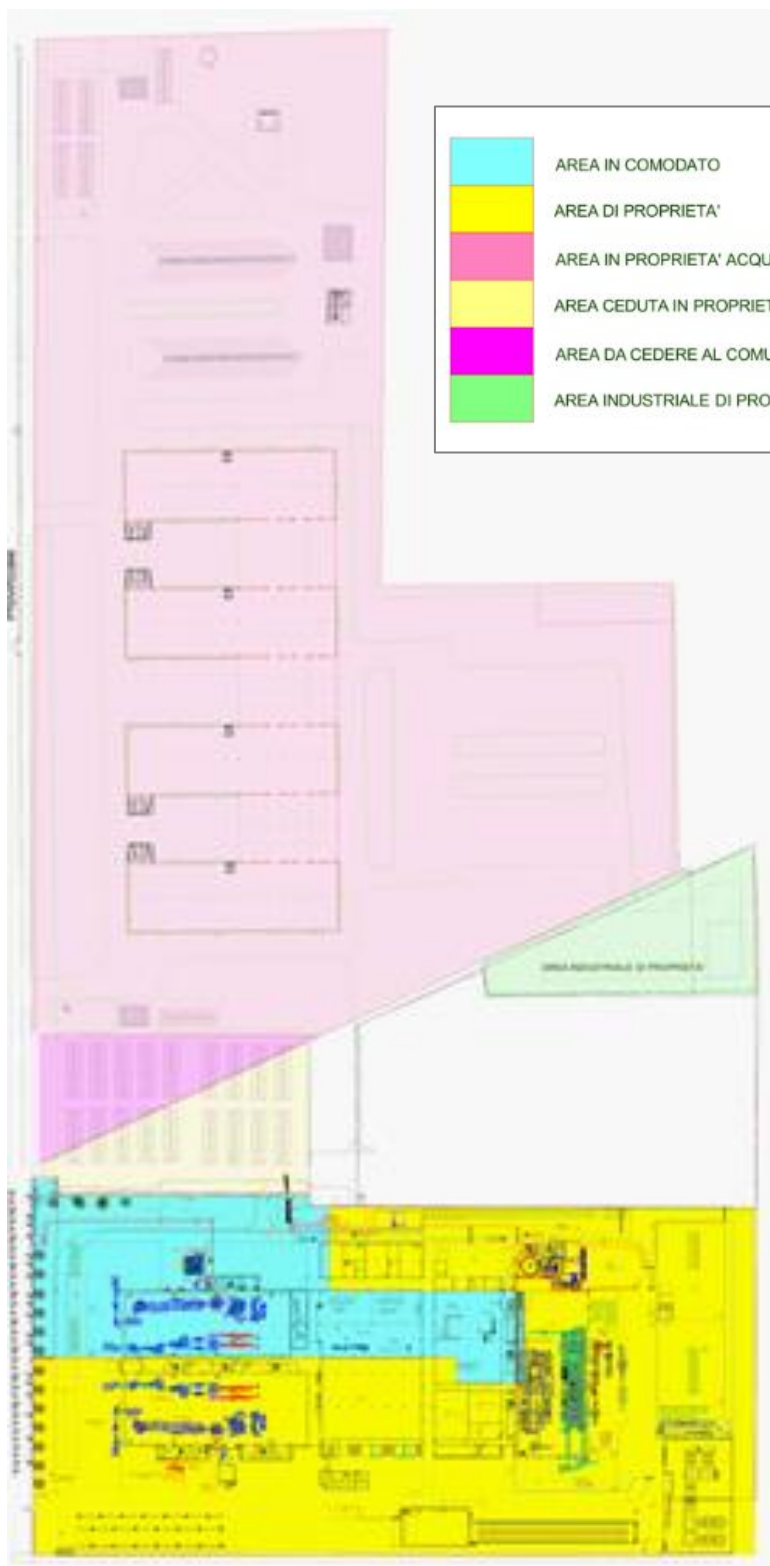 AREA IN COMODATO
AREA DI PROPRIETA'
AREA IN PROPRIETA' ACQU
AREA CEDUTA IN PROPRIET
AREA DA CEDERE AL COMU
AREA INDUSTRIALE DI PRO
AREA INDUSTRIALE DI PROPRIETA'